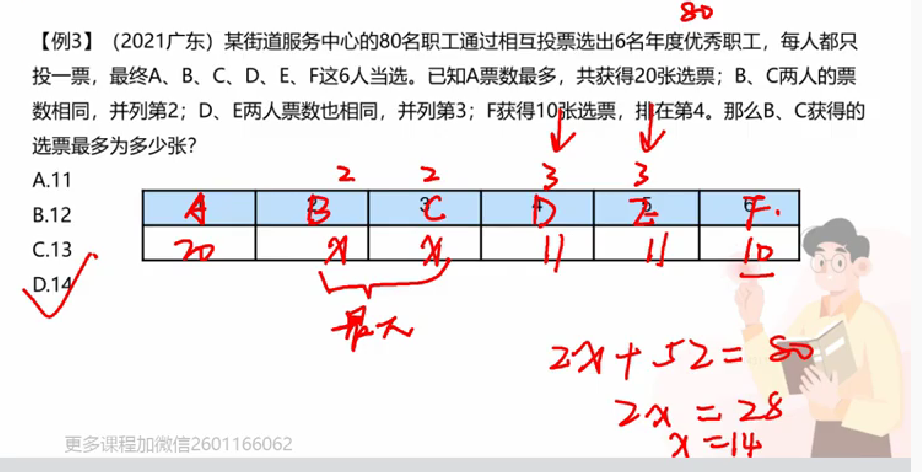 80
【例3】（2021广东）某街道服务中心的80名职工通过相互投票选出6名年度优秀职工，每人都只
投一票，最终A、B、C、D、E、F这6人当选。已知A票数最多，共获得20张选票；B、C两人的票
数相同，并列第2；D、E两人票数也相同，并列第3；F获得10张选票，排在第4。那么B、C获得的
选票最多为多少张？
A.11
B.12
C.13
D.14
2 2 3 3
A B C D E F.
20 x x 11 11 10
最大
2x+52=80
2x=28
x=14
更多课程加微信2601166062